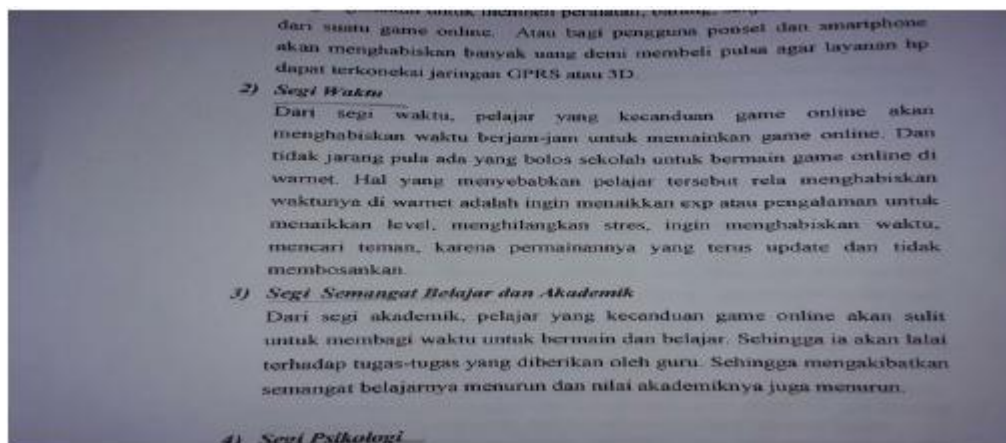 untuk membeli peralatan, barang,
dari suatu game online. Atau bagi pengguna ponsel dan smartphone
akan menghabiskan banyak uang demi membeli pulsa agar layanan hp
dapat terkoneksi jaringan GPRS atau 3D
2) Segi Waktu
Dari segi waktu, pelajar yang kecanduan game online akan
menghabiskan waktu berjam-jam untuk memainkan game online. Dan
tidak jarang pula ada yang bolos sekolah untuk bermain game online di
warnet. Hal yang menyebabkan pelajar tersebut rela menghabiskan
waktunya di warnet adalah ingin menaikkan exp atau pengalaman untuk
menaikkan level, menghilangkan stres, ingin menghabiskan waktu,
mencari teman, karena permainannya yang terus update dan tidak
membosankan.
3) Segi Semangat Belajar dan Akademik
Dari segi akademik, pelajar yang kecanduan game online akan sulit
untuk membagi waktu untuk bermain dan belajar. Sehingga ia akan lalai
terhadap tugas-tugas yang diberikan oleh guru. Sehingga mengakibatkan
semangat belajarnya menurun dan nilai akademiknya juga menurun.
4) Segi Psikologi